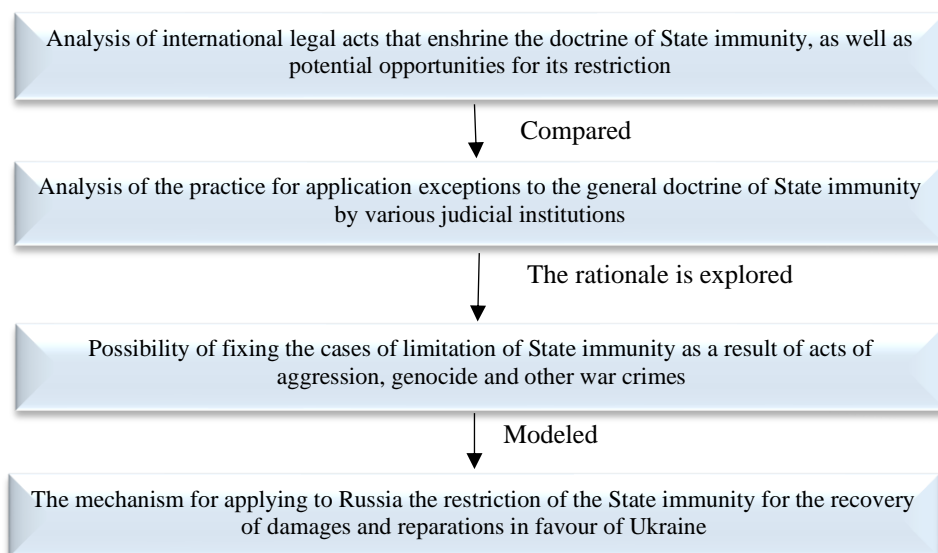 Analysis of international legal acts that enshrine the doctrine of State immunity, as well as
potential opportunities for its restriction
Compared
Analysis of the practice for application exceptions to the general doctrine of State immunity
by various judicial institutions
The rationale is explored
Possibility of fixing the cases of limitation of State immunity as a result of acts of
aggression, genocide and other war crimes
Modeled
The mechanism for applying to Russia the restriction of the State immunity for the recovery
of damages and reparations in favour of Ukraine